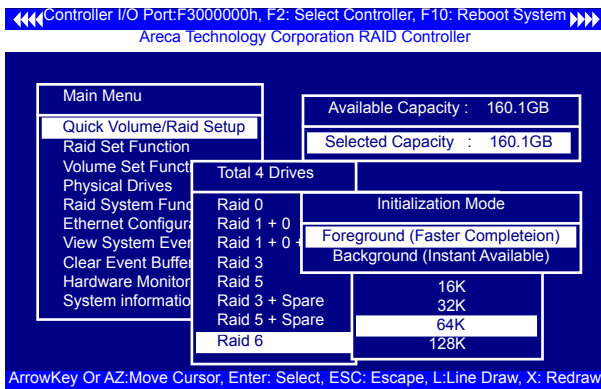 Controller I/O Port:F3000000h, F2: Select Controller, F10: Reboot System
Areca Technology Corporation RAID Controller
Main Menu
Quick Volume/Raid Setup
Raid Set Function
Volume Set Functi
Physical Drives
Raid System Func
Ethernet Configura
View System Even
Clear Event Buffer
Hardware Monitor
System informatio
Total 4 Drives
Raid 0
Raid 1 + 0
Raid 1 + 0 +
Raid 3
Raid 5
Raid 3 + Spare
Raid 5 + Spare
Raid 6
Available Capacity : 160.1GB
Selected Capacity : 160.1GB
Initialization Mode
Foreground (Faster Completeion)
Background (Instant Available)
16K
32K
64K
128K
ArrowKey Or AZ:Move Cursor, Enter: Select, ESC: Escape, L:Line Draw, X: Redraw